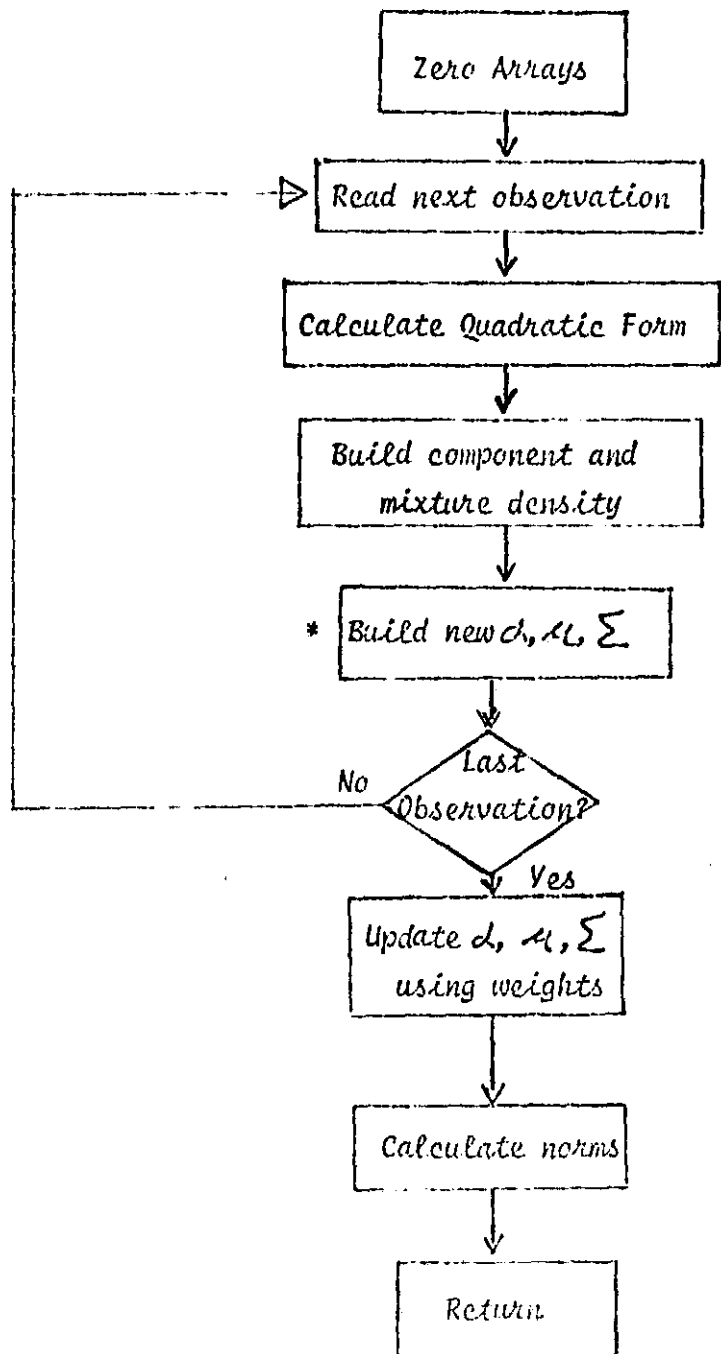 Zero Arrays
Read next observation
Calculate Quadratic Form
Build component and
mixture density
* Build new α, μ, Σ
Last
No
Observation?
Yes
Update α, μ, Σ
using weights
Calculate norms
Return